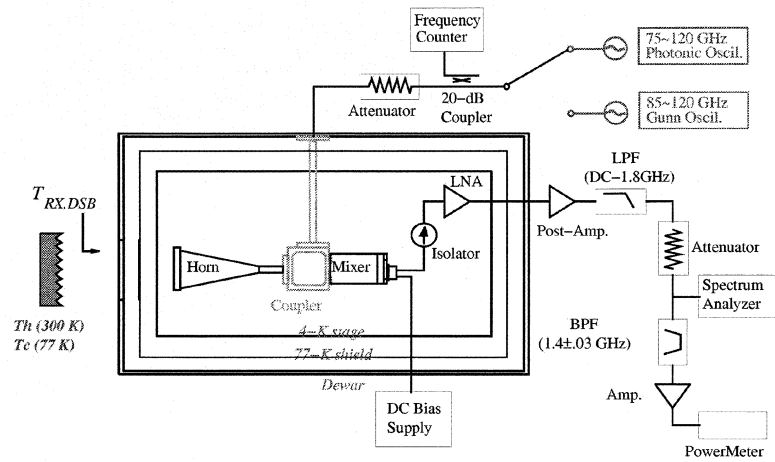 Frequency
Counter
75~120 GHz
Photonic Oscil.
Attenuator
20-dB
Coupler
85~120 GHz
Gunn Oscil.
LPF
(DC-1.8GHz)
LNA
T RX,DSB
Post-Amp.
Isolator
Attenuator
Horn
Mixer
Spectrum
Analyzer
Coupler
Th (300 K)
Tc (77 K)
4-K stage
BPF
(1.4±.03 GHz)
77-K shield
Dewar
Amp.
DC Bias
Supply
PowerMeter